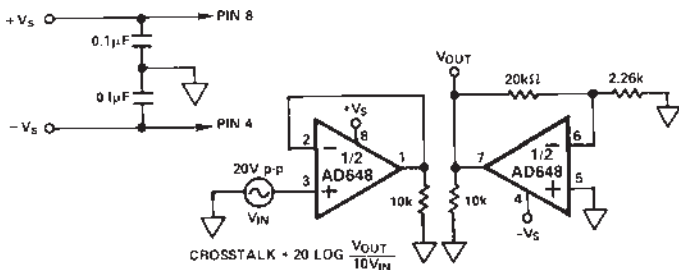 +VS
PIN 8
0.1µF
0.1µF
−VS
PIN 4
VOUT
20kΩ
2.26k
+VS
2
8
−
1/2
AD648
+
3
1
20V p-p
VIN
10k
10k
7
6
−
1/2
AD648
+
5
4
−VS
CROSSTALK = 20 LOG VOUT
10VIN